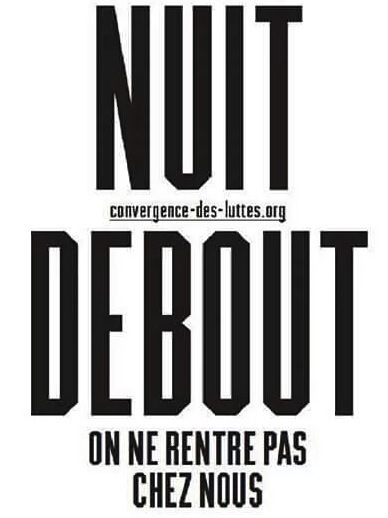 NUIT
convergence-des-luttes.org
DEBOUT
ON NE RENTRE PAS
CHEZ NOUS